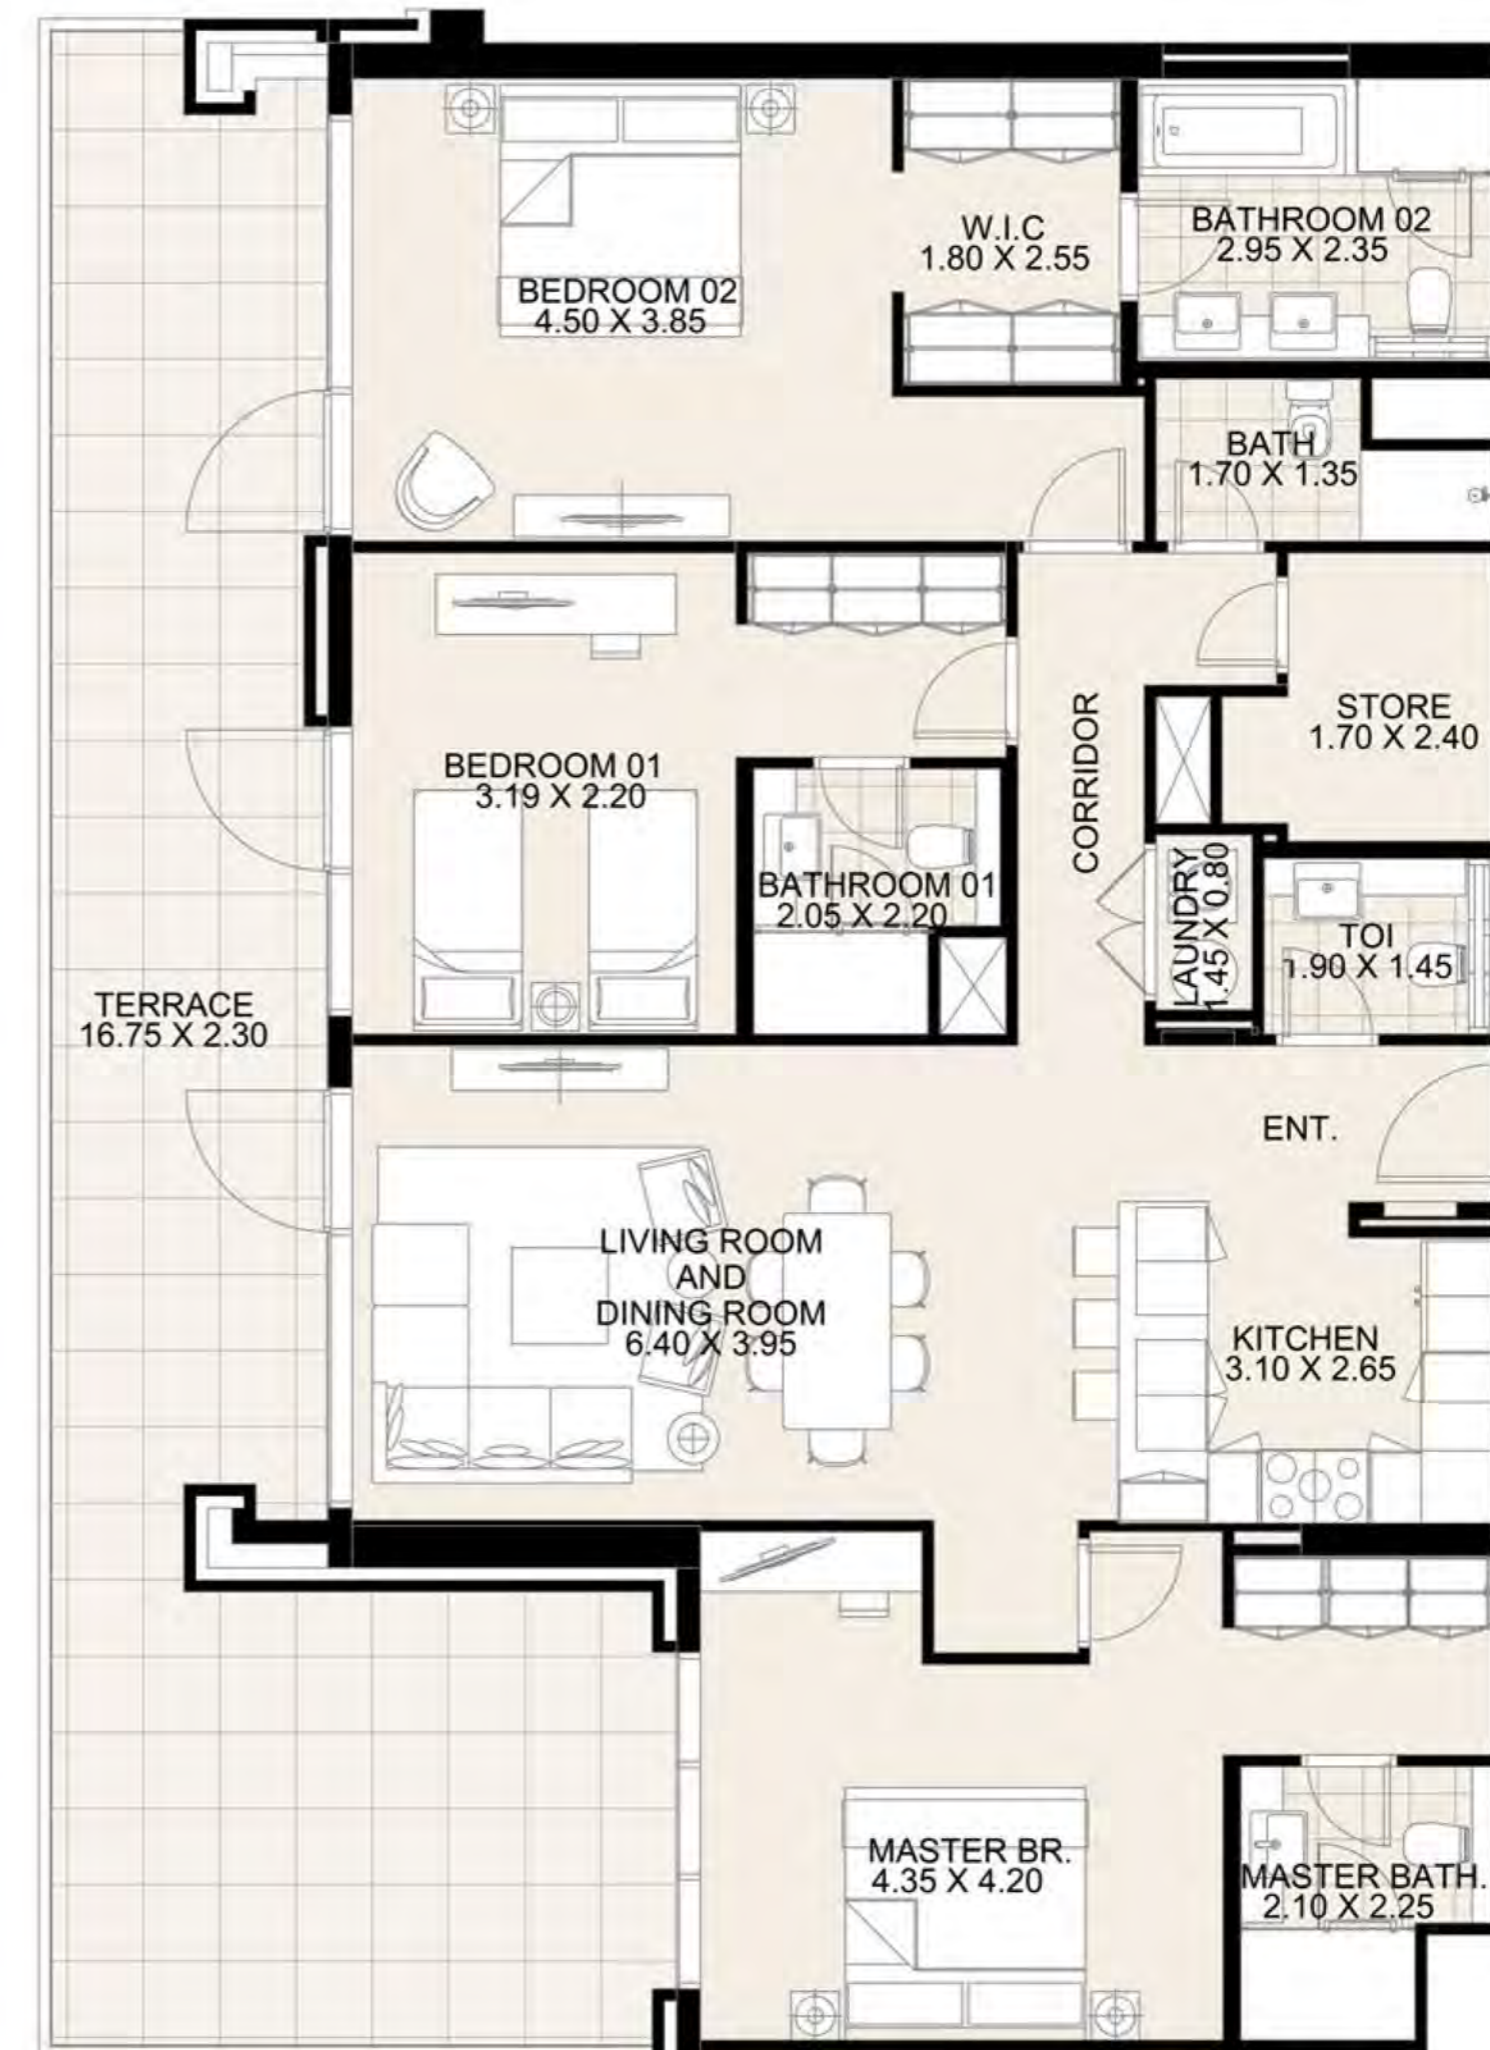 W.I.C
1.80 X 2.55
BATHROOM 02
2.95 X 2.35
BEDROOM 02
4.50 X 3.85
BATH
1.70 X 1.35
STORE
1.70 X 2.40
CORRIDOR
BEDROOM 01
3.19 X 2.20
BATHROOM 01
2.05 X 2.20
LAUNDRY
1.45 X 0.80
TOI
1.90 X 1.45
TERRACE
16.75 X 2.30
ENT.
LIVING ROOM
AND
DINING ROOM
6.40 X 3.95
KITCHEN
3.10 X 2.65
MASTER BR.
4.35 X 4.20
MASTER BATH.
2.10 X 2.25